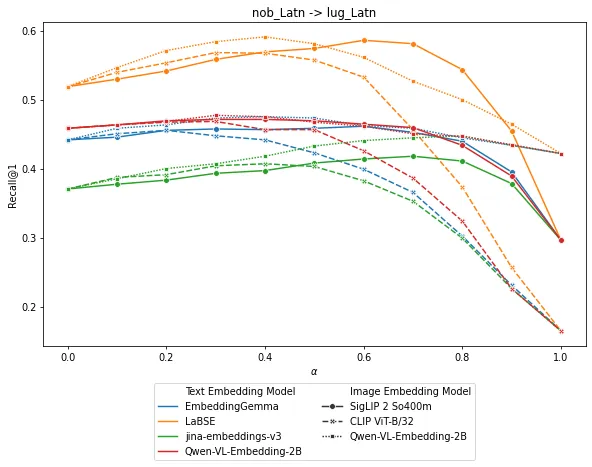 nob_Latn -> lug_Latn
0.6
0.5
0.4
0.3
0.2
Recall@1
0.0 0.2 0.4 0.6 0.8 1.0
α
Text Embedding Model Image Embedding Model
EmbeddingGemma SigLIP 2 So400m
LaBSE CLIP ViT-B/32
jina-embeddings-v3 Qwen-VL-Embedding-2B
Qwen-VL-Embedding-2B